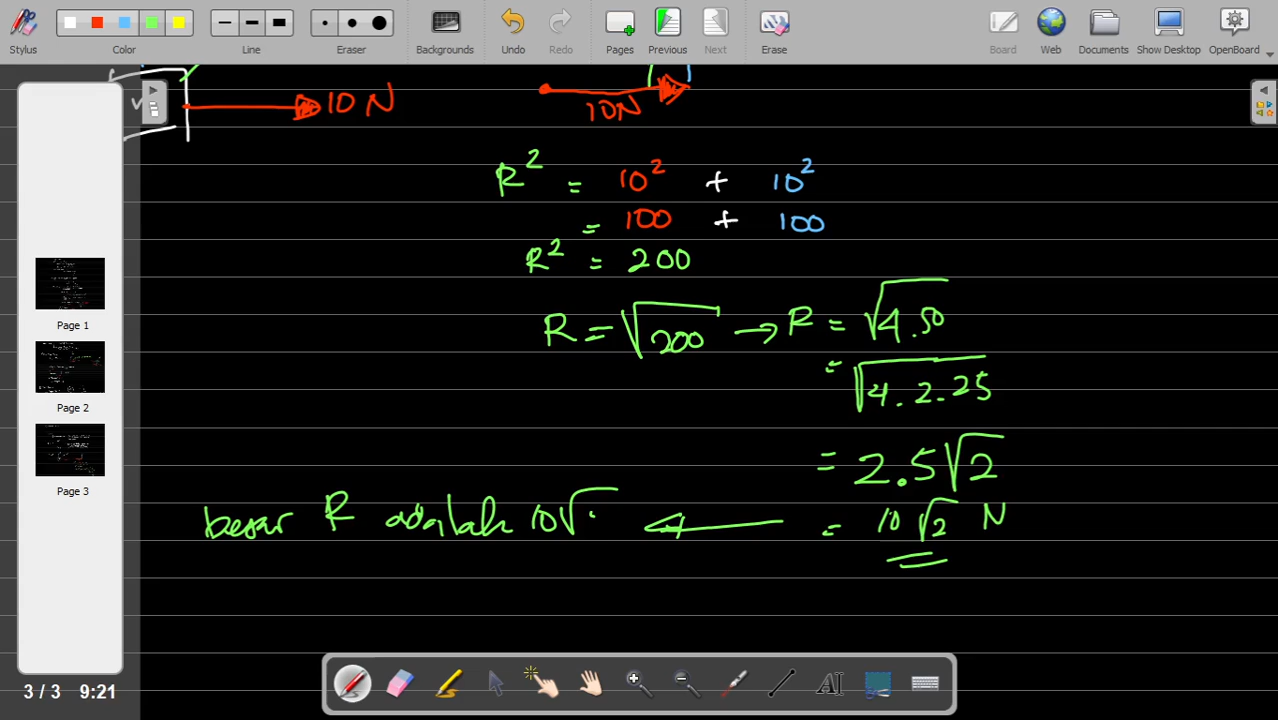 Stylus Color Line Eraser Backgrounds Undo Redo Pages Previous Next Erase Board Web Documents Show Desktop OpenBoard
10 N
10N
R² = 10² + 10²
= 100 + 100
R² = 200
R = √200 → R = √4.50
= √4.2.25
= 2.5√2
= 10√2 N
besar R adalah 10√
Page 1
Page 2
Page 3
3 / 3 9:21